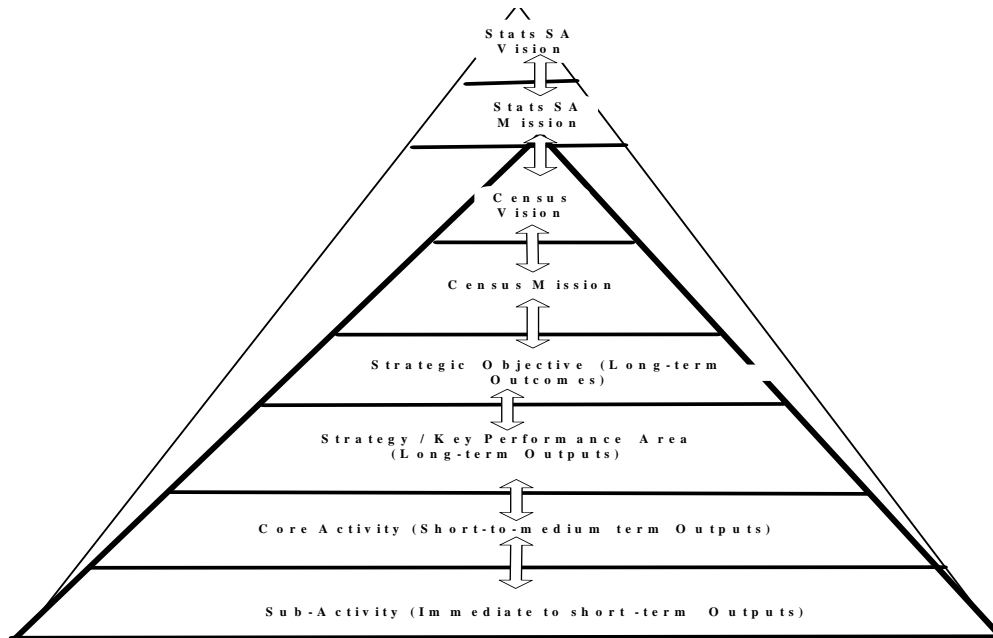 Stats SA
Vision
Stats SA
Mission
Census
Vision
Census Mission
Strategic Objective (Long-term
Outcomes)
Strategy / Key Performance Area
(Long-term Outputs)
Core Activity (Short-to-medium term Outputs)
Sub-Activity (Immediate to short-term Outputs)